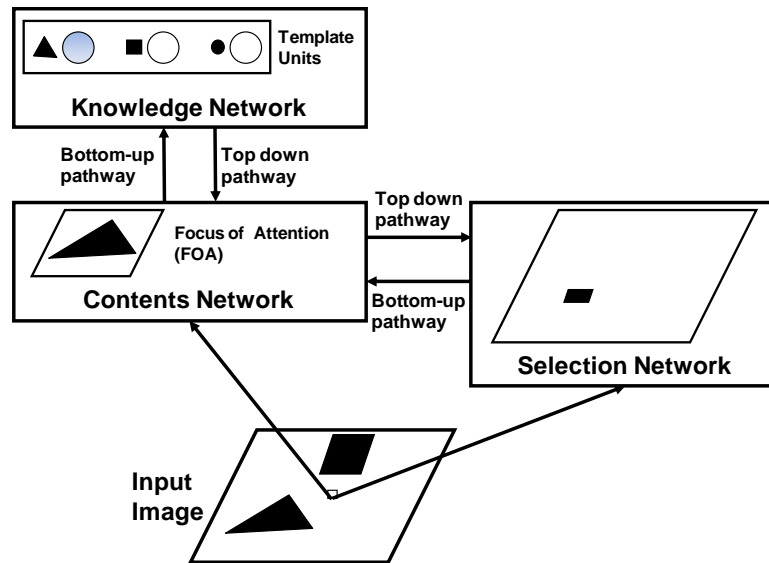 Template
Units
Knowledge Network
Bottom-up
pathway
Top down
pathway
Top down
pathway
Focus of Attention
(FOA)
Contents Network
Bottom-up
pathway
Selection Network
Input
Image